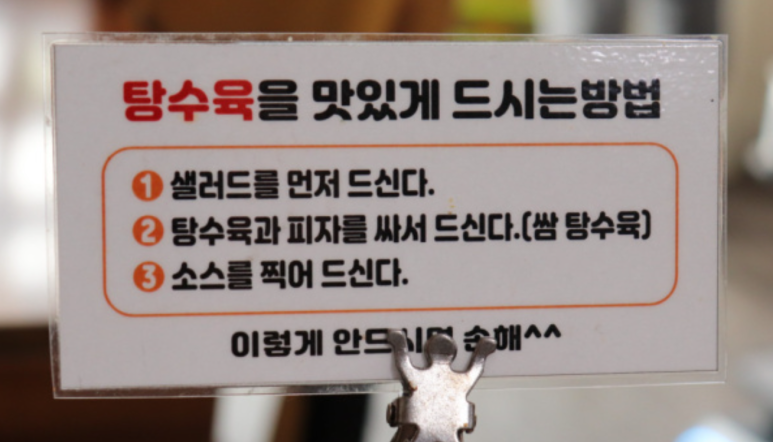 탕수육을 맛있게 드시는방법
1 샐러드를 먼저 드신다.
2 탕수육과 피자를 싸서 드신다.(쌈 탕수육)
3 소스를 찍어 드신다.
이렇게 안드시면 손해^^